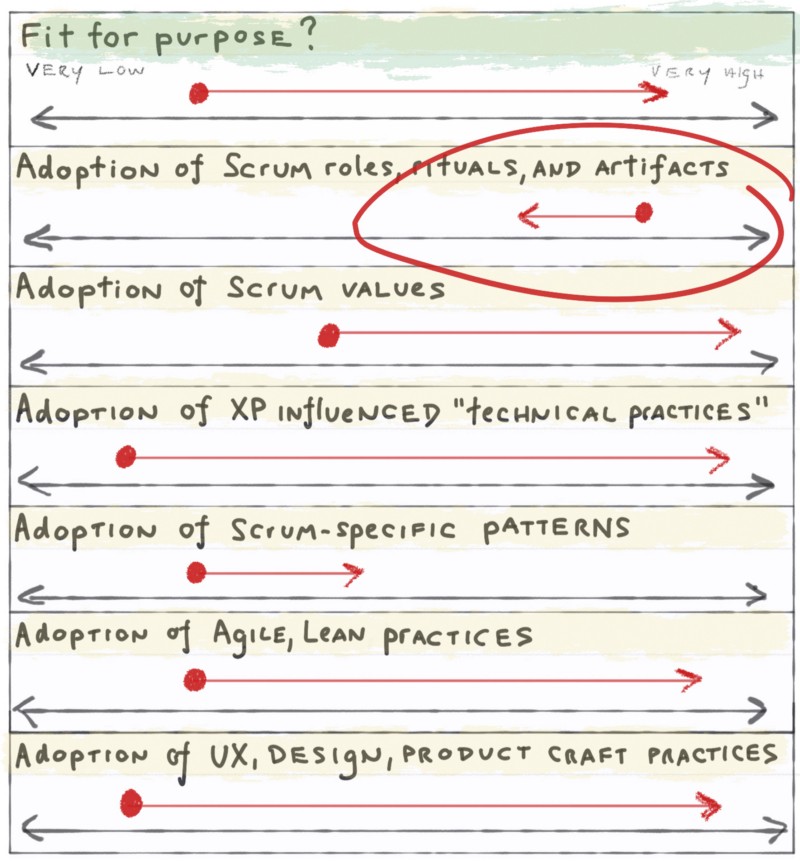 Fit for purpose?
VERY LOW
VERY HIgh
Adoption of Scrum roles, rituals, AND Artifacts
Adoption of Scrum values
Adoption of XP influenced "technical practices"
Adoption of Scrum-specific patterns
Adoption of Agile, Lean practices
Adoption of UX, Design, product craft practices